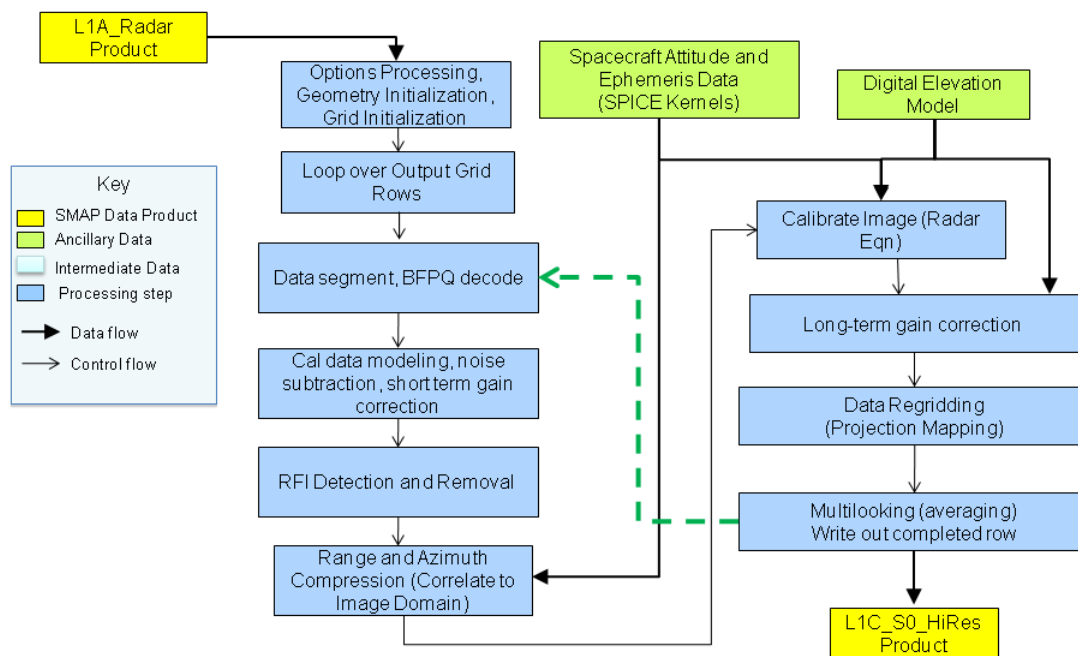 L1A_Radar
Product
Options Processing,
Geometry Initialization,
Grid Initialization
Loop over Output Grid
Rows
Data segment, BFPQ decode
Cal data modeling, noise
subtraction, short term gain
correction
RFI Detection and Removal
Range and Azimuth
Compression (Correlate to
Image Domain)
Spacecraft Attitude and
Ephemeris Data
(SPICE Kernels)
Digital Elevation
Model
Calibrate Image (Radar
Eqn)
Long-term gain correction
Data Regridding
(Projection Mapping)
Multilooking (averaging)
Write out completed row
L1C_S0_HiRes
Product
Key
SMAP Data Product
Ancillary Data
Intermediate Data
Processing step
Data flow
Control flow